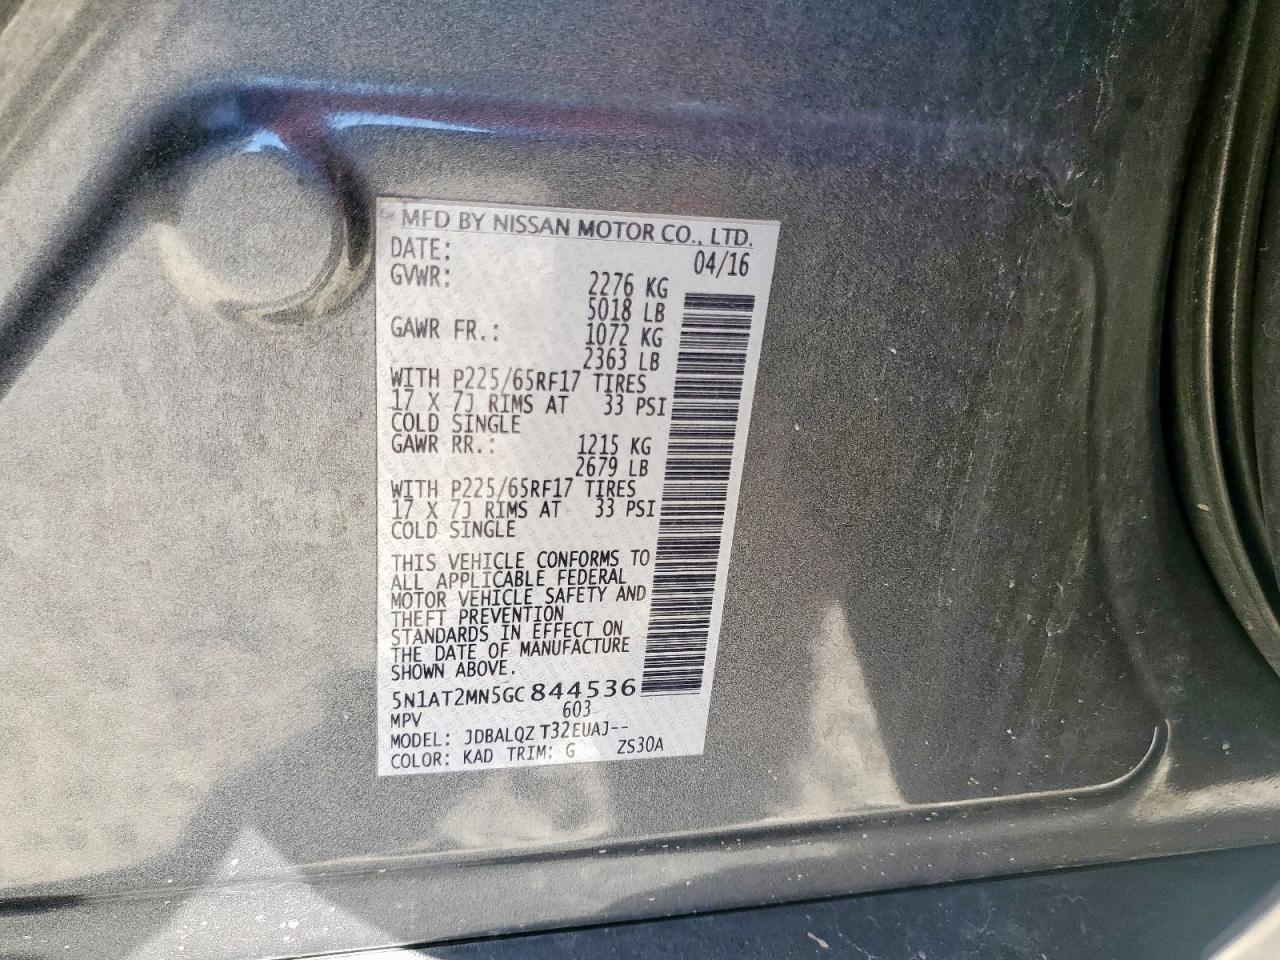 MFD BY NISSAN MOTOR CO., LTD.
DATE: 04/16
GVWR: 2276 KG
5018 LB
GAWR FR.: 1072 KG
2363 LB
WITH P225/65RF17 TIRES
17 X 7J RIMS AT 33 PSI
COLD SINGLE
GAWR RR.: 1215 KG
2679 LB
WITH P225/65RF17 TIRES
17 X 7J RIMS AT 33 PSI
COLD SINGLE
THIS VEHICLE CONFORMS TO
ALL APPLICABLE FEDERAL
MOTOR VEHICLE SAFETY AND
THEFT PREVENTION
STANDARDS IN EFFECT ON
THE DATE OF MANUFACTURE
SHOWN ABOVE.
5N1AT2MN5GC844536
MPV 603
MODEL: JDBALQZ T32EUAJ--
COLOR: KAD TRIM: G ZS30A